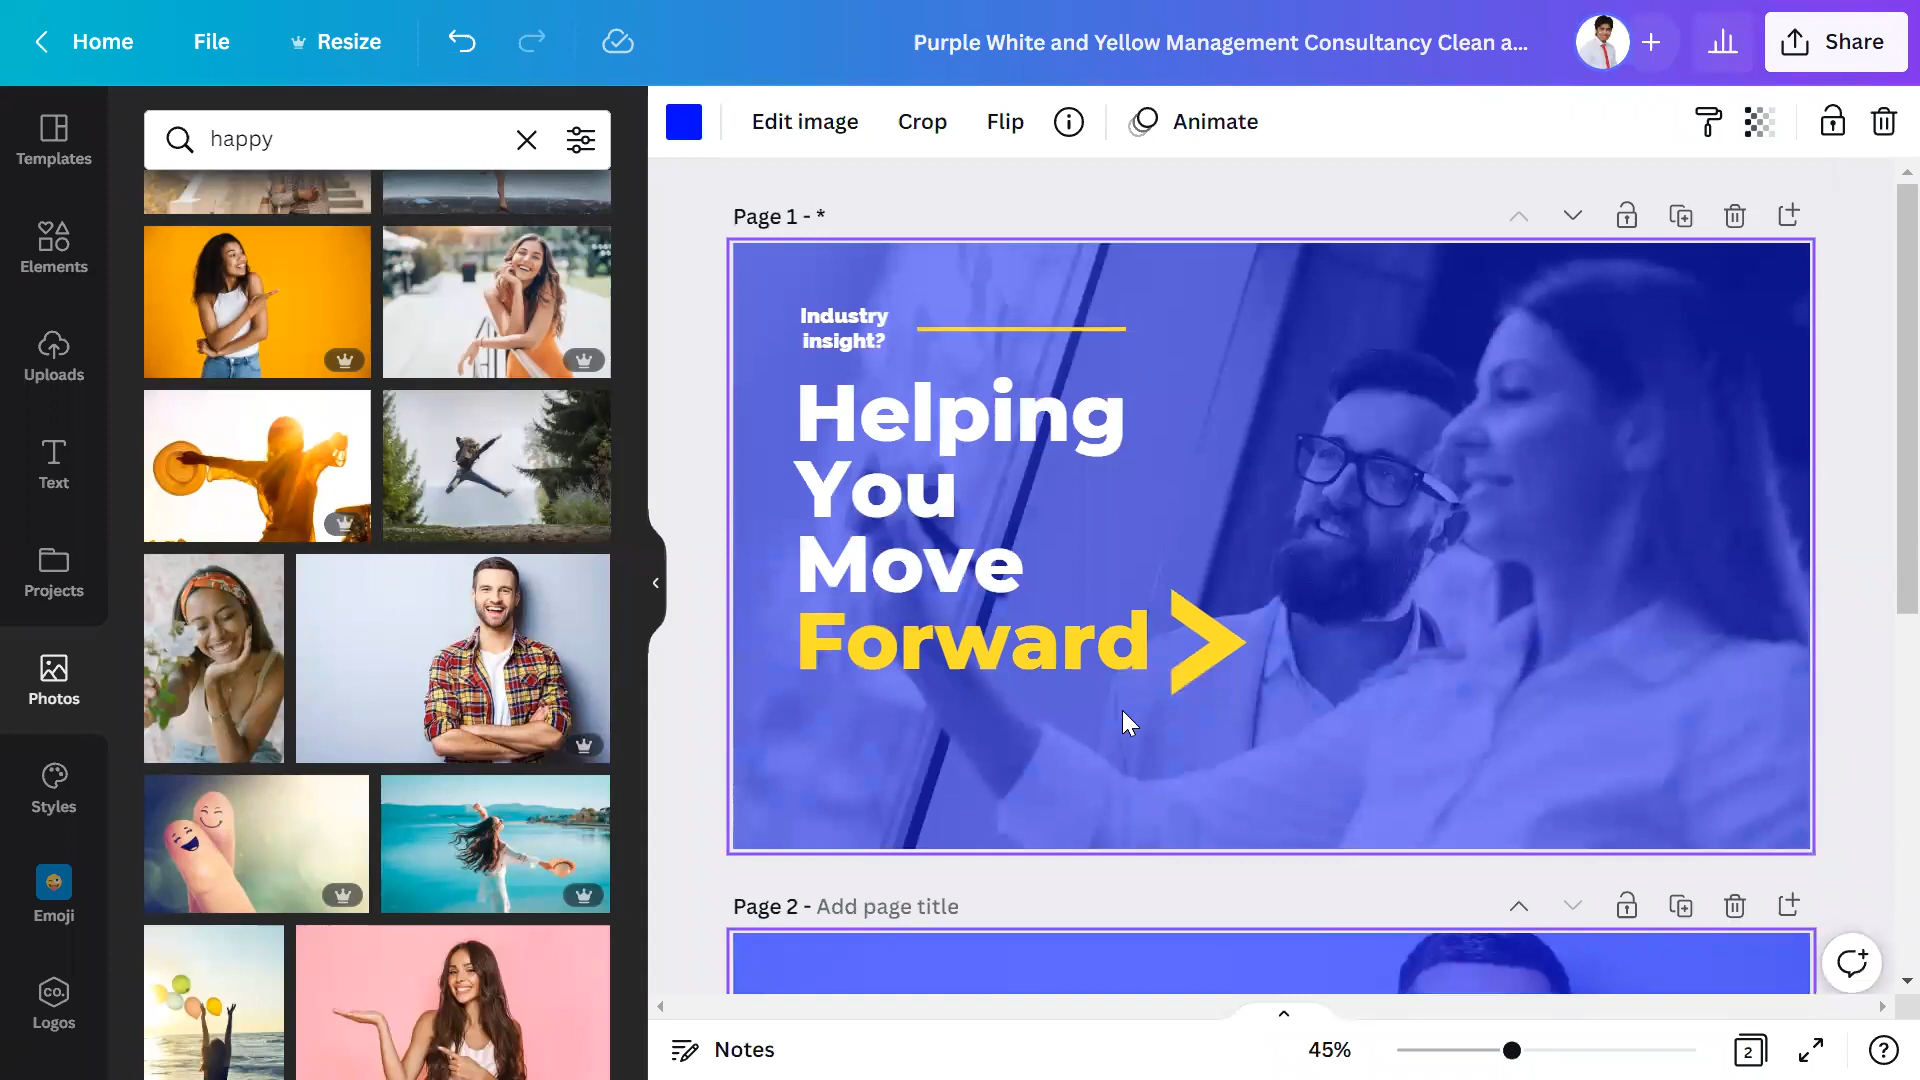 Home
File
Resize
Purple White and Yellow Management Consultancy Clean a...
Share
Templates
Elements
Uploads
Text
Projects
Photos
Styles
Emoji
CO.
Logos
happy
Edit image
Crop
Flip
Animate
Page 1 - *
Industry
insight?
Helping
You
Move
Forward
Page 2 - Add page title
Notes
45%
2